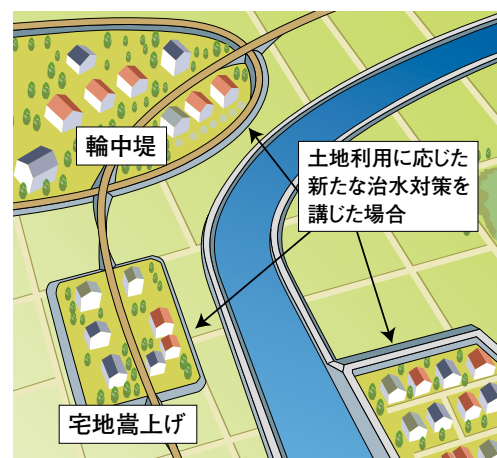 輪中堤
土地利用に応じた
新たな治水対策を
講じた場合
宅地嵩上げ